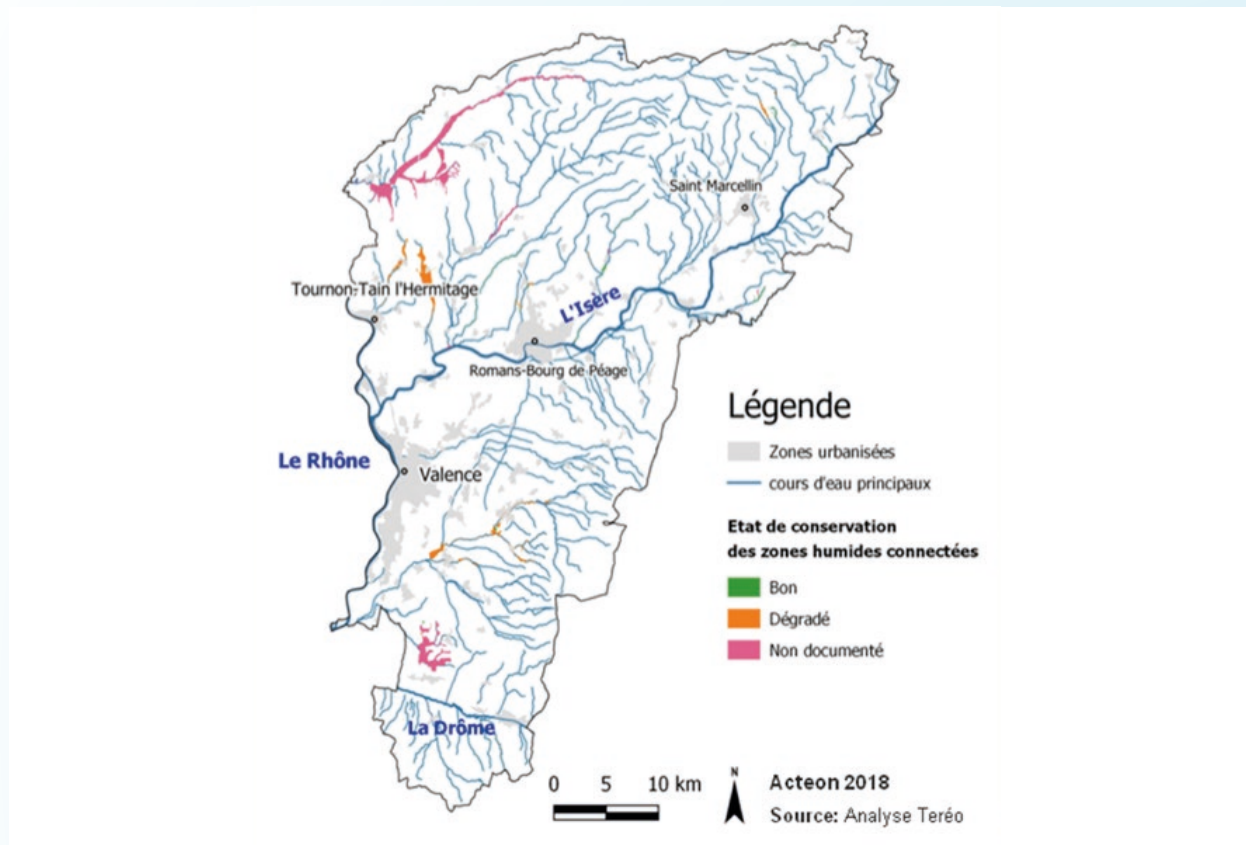 Saint Marcellin
Tournon-Tain l'Hermitage
L'Isère
Romans-Bourg de Péage
Le Rhône
Valence
La Drôme
Légende
Zones urbanisées
cours d'eau principaux
Etat de conservation
des zones humides connectées
Bon
Dégradé
Non documenté
0 5 10 km
N
Acteon 2018
Source: Analyse Teréo